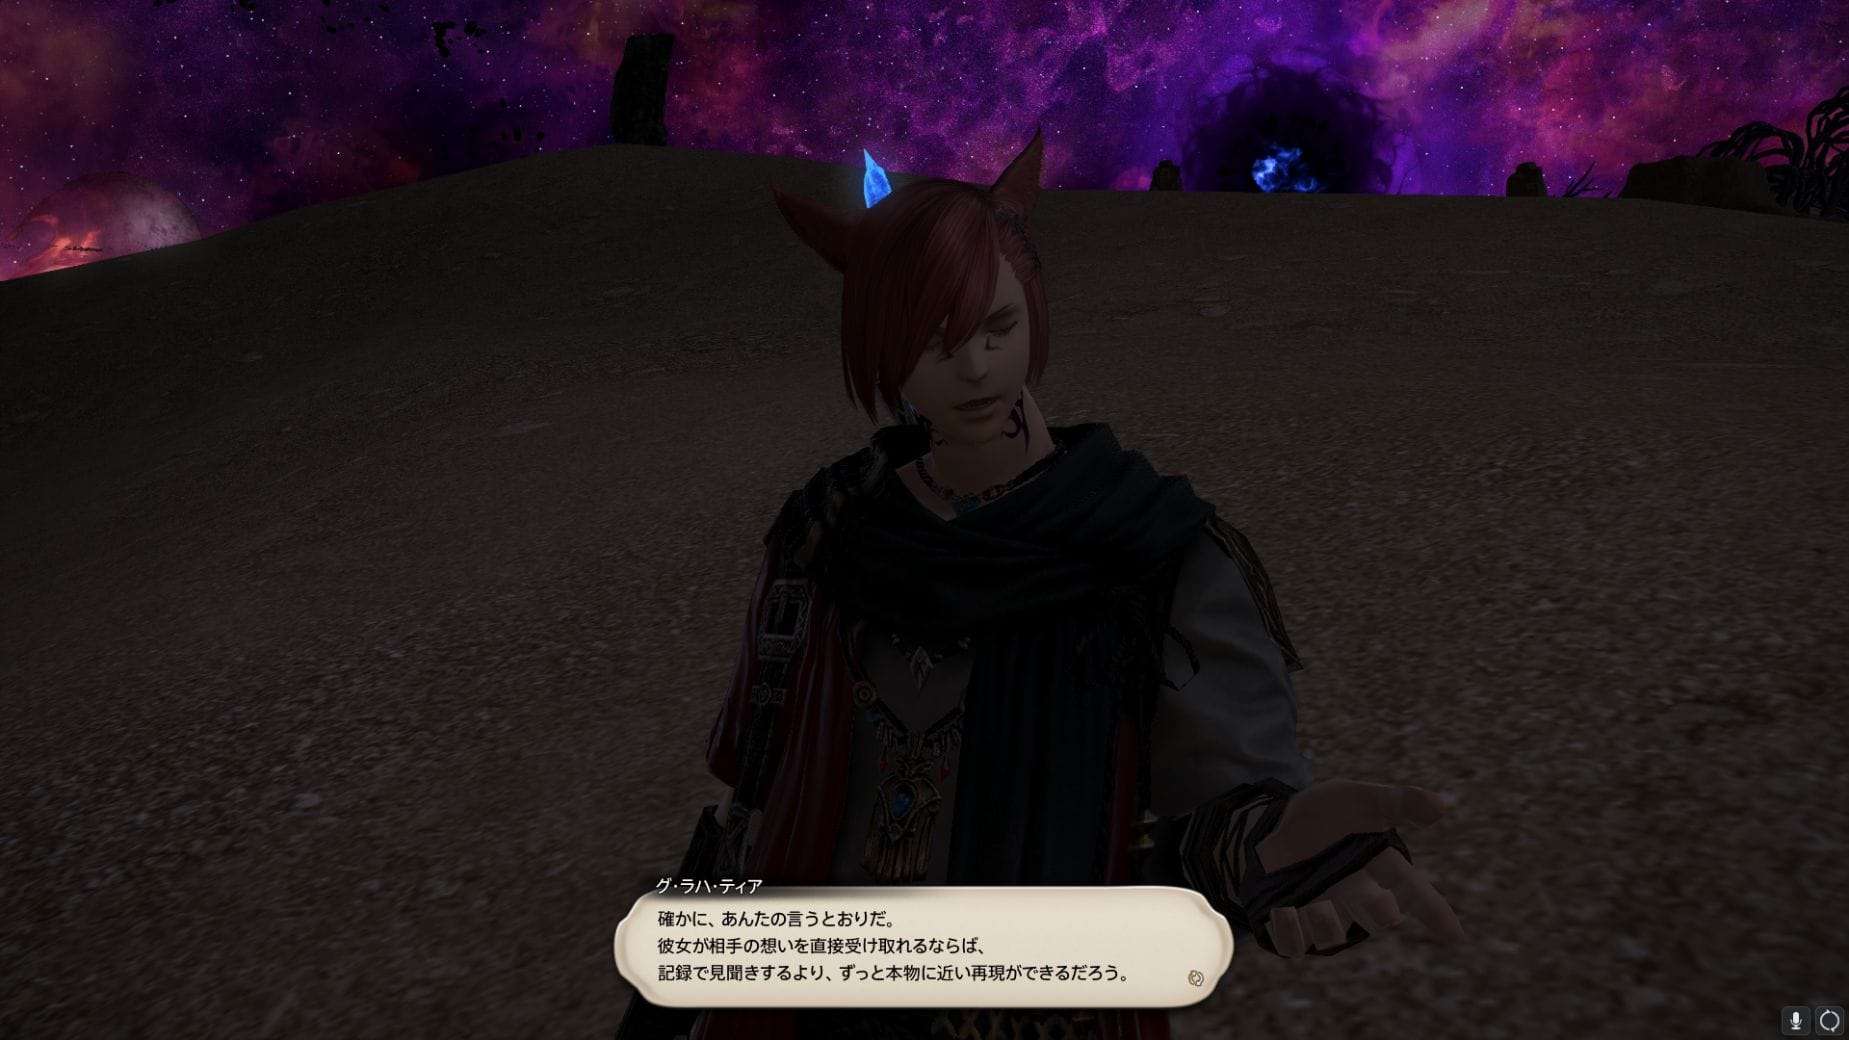 グ・ラハ・ティア
確かに、あんたの言うとおりだ。
彼女が相手の想いを直接受け取れるならば、
記録で見聞きするより、ずっと本物に近い再現ができるだろう。